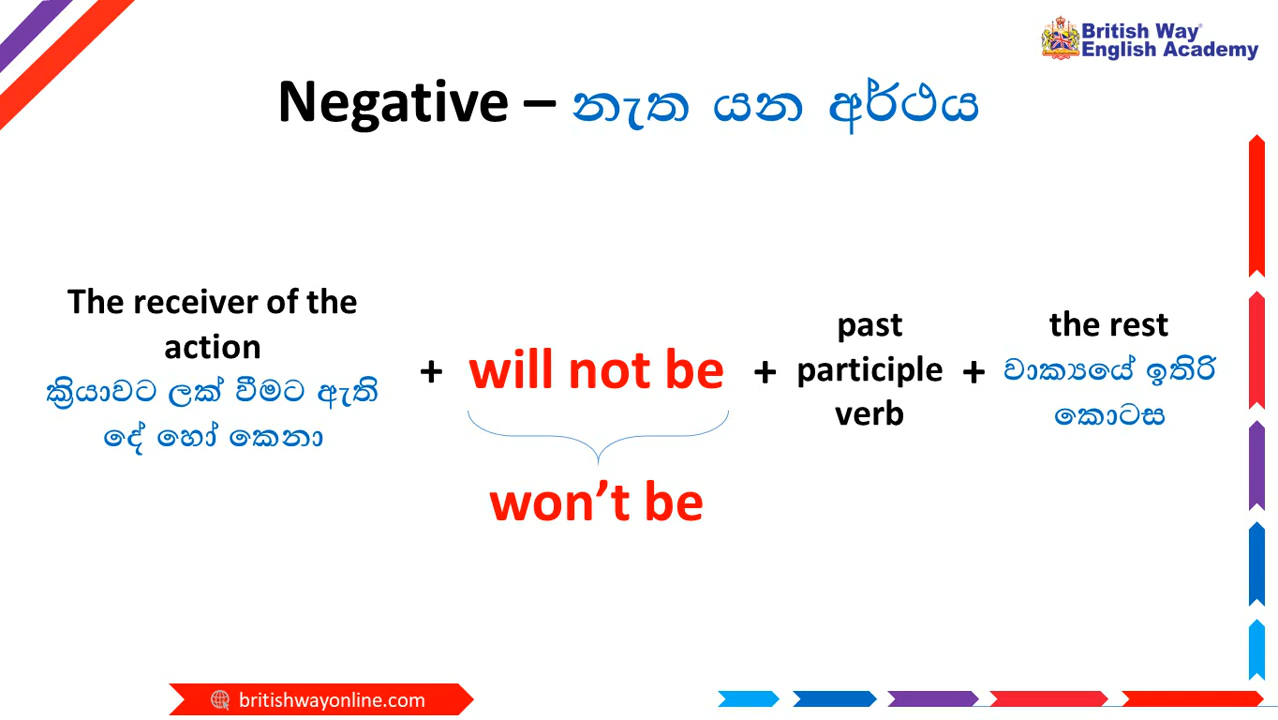 British Way
English Academy
Negative – නැත යන අර්ථය
The receiver of the
action
ක්‍රියාවට ලක් වීමට ඇති
දේ හෝ කෙනා
+ will not be +
won’t be
past
participle
verb
+
the rest
වාක්‍යයේ ඉතිරි
කොටස
britishwayonline.com